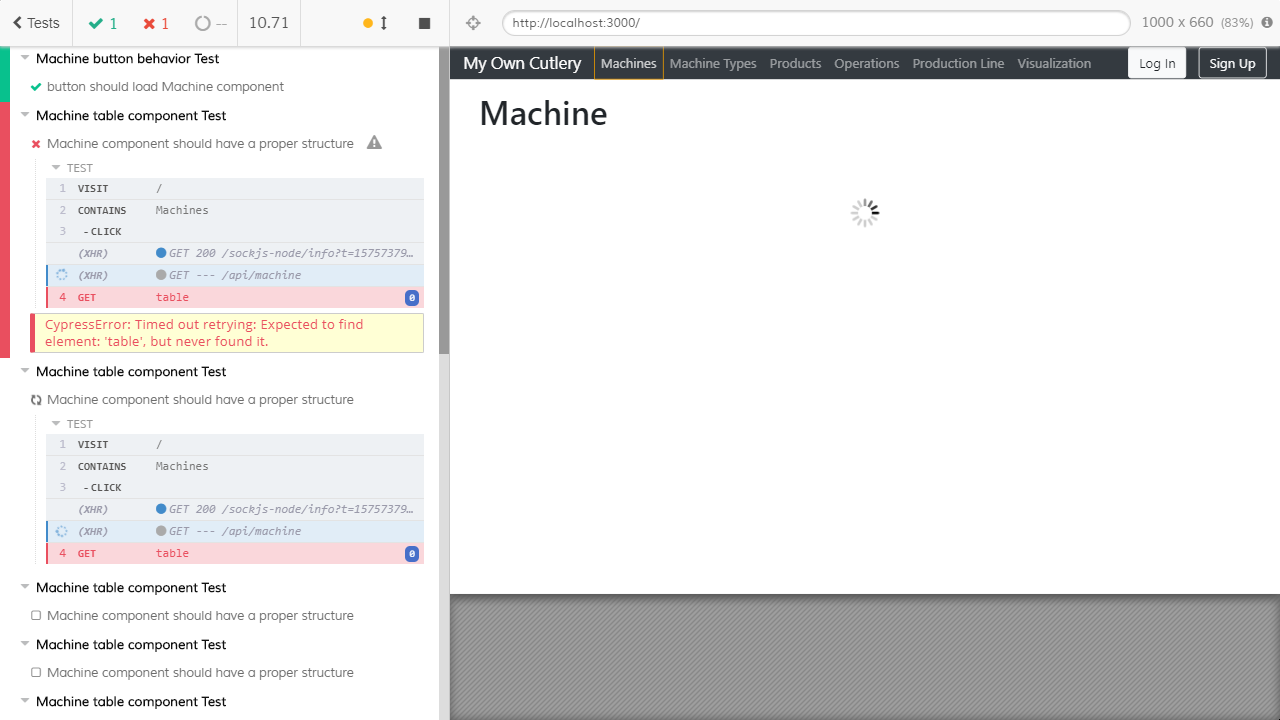 Tests 1 1 -- 10.71
http://localhost:3000/ 1000 x 660 (83%)
Machine button behavior Test
button should load Machine component
Machine table component Test
Machine component should have a proper structure
TEST
1 VISIT /
2 CONTAINS Machines
3 - CLICK
(XHR) GET 200 /sockjs-node/info?t=15757379…
(XHR) GET --- /api/machine
4 GET table 0
CypressError: Timed out retrying: Expected to find
element: 'table', but never found it.
Machine table component Test
Machine component should have a proper structure
TEST
1 VISIT /
2 CONTAINS Machines
3 - CLICK
(XHR) GET 200 /sockjs-node/info?t=15757379…
(XHR) GET --- /api/machine
4 GET table 0
Machine table component Test
Machine component should have a proper structure
Machine table component Test
Machine component should have a proper structure
Machine table component Test
My Own Cutlery Machines Machine Types Products Operations Production Line Visualization Log In Sign Up
Machine